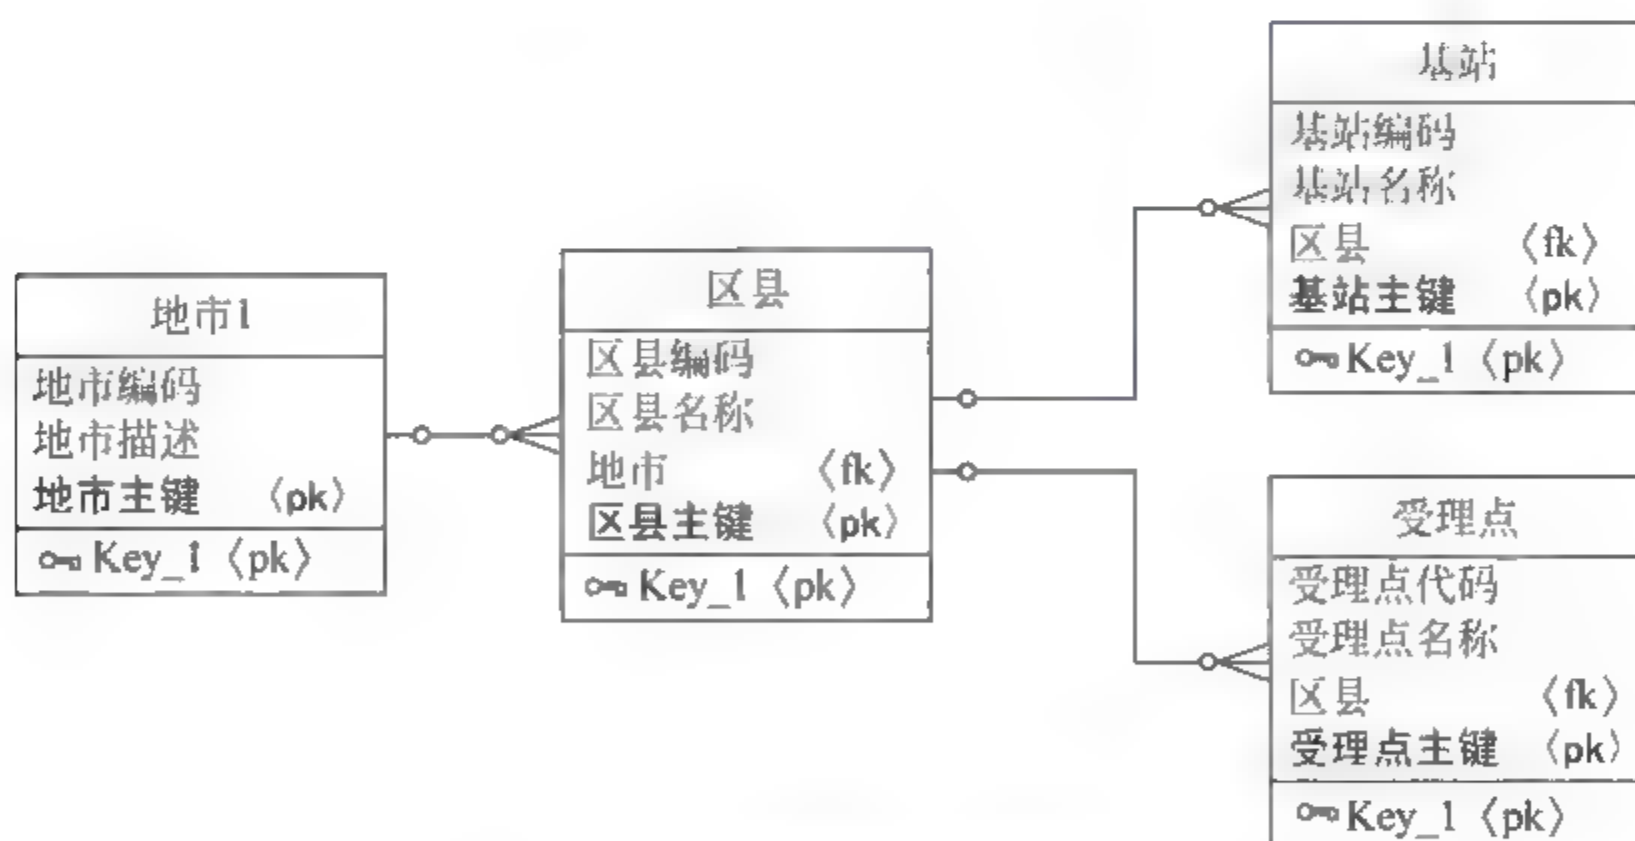 地市1
地市编码
地市描述
地市主键 〈pk〉
Key_1 〈pk〉
区县
区县编码
区县名称
地市 〈fk〉
区县主键 〈pk〉
Key_1 〈pk〉
基站
基站编码
基站名称
区县 〈fk〉
基站主键 〈pk〉
Key_1 〈pk〉
受理点
受理点代码
受理点名称
区县 〈fk〉
受理点主键 〈pk〉
Key_1 〈pk〉